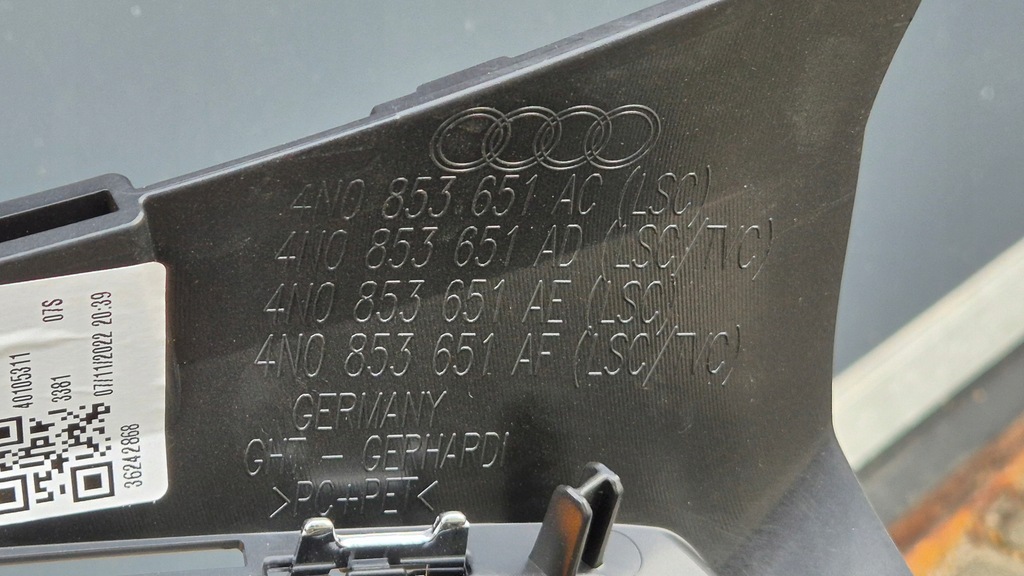 4N0 853 651 AC (LSC)
4N0 853 651 AD (LSC/TVC)
4N0 853 651 AE (LSC)
4N0 853 651 AF (LSC/TVC)
GERMANY
GHT - GERHARDI
>PC+PET<
07S
07/11/2022 20:39
40105311
3381
36242868